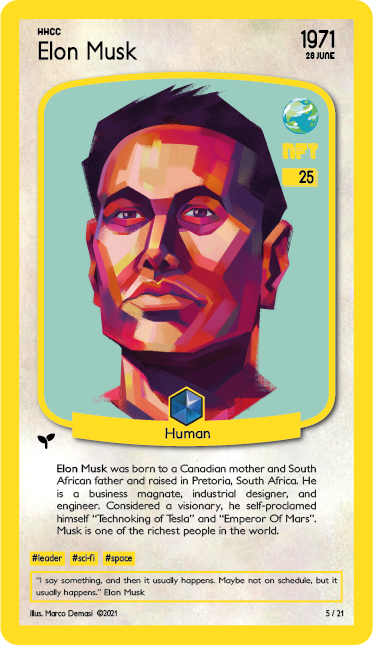 HHCC
Elon Musk
1971
28 JUNE
NFT
25
Human
Elon Musk was born to a Canadian mother and South
African father and raised in Pretoria, South Africa. He
is a business magnate, industrial designer, and
engineer. Considered a visionary, he self-proclamed
himself “Technoking of Tesla” and “Emperor Of Mars”.
Musk is one of the richest people in the world.
#leader #sci-fi #space
"I say something, and then it usually happens. Maybe not on schedule, but it
usually happens." Elon Musk
Illus. Marco Demasi ©2021
5 / 21